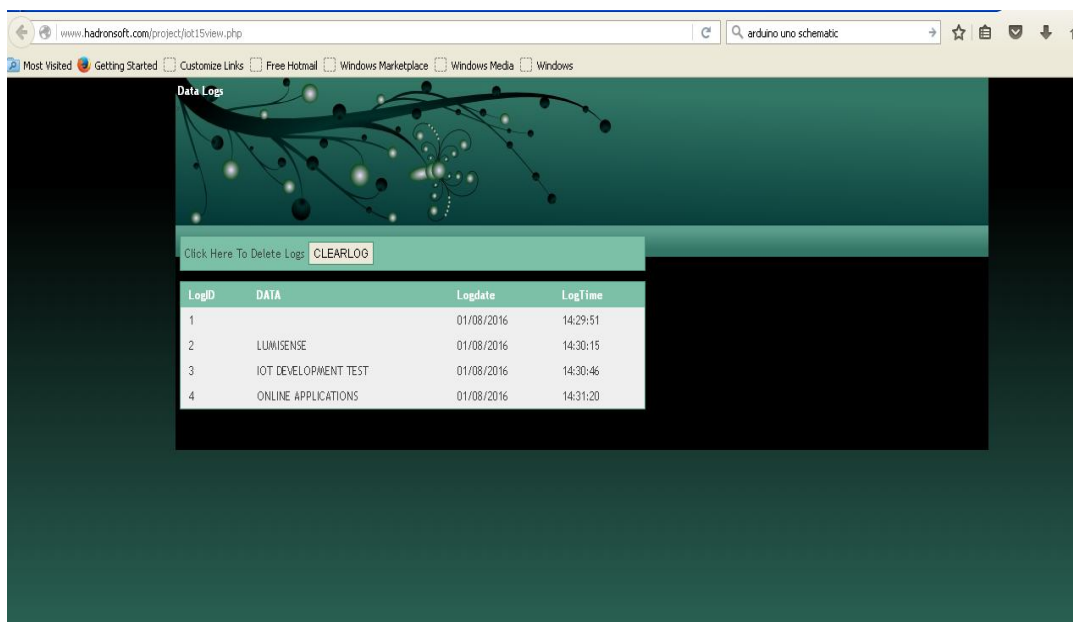 www.hadronsoft.com/project/iot15view.php
arduino uno schematic
Most Visited Getting Started Customize Links Free Hotmail Windows Marketplace Windows Media Windows
Data Logs
Click Here To Delete Logs CLEARLOG
LogID DATA Logdate LogTime
1 01/08/2016 14:29:51
2 LUMISENSE 01/08/2016 14:30:15
3 IOT DEVELOPMENT TEST 01/08/2016 14:30:46
4 ONLINE APPLICATIONS 01/08/2016 14:31:20